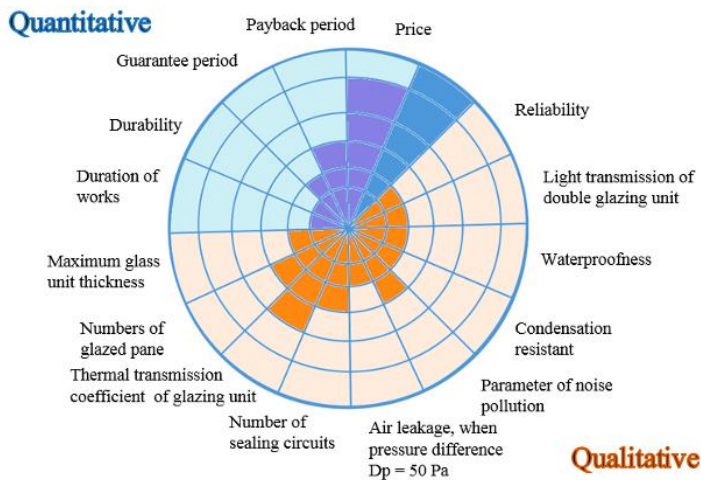 Quantitative
Payback period
Price
Guarantee period
Reliability
Durability
Light transmission of
double glazing unit
Duration of
works
Waterproofness
Maximum glass
unit thickness
Condensation
resistant
Numbers of
glazed pane
Parameter of noise
pollution
Thermal transmission
coefficient of glazing unit
Number of
sealing circuits
Air leakage, when
pressure difference
Dp = 50 Pa
Qualitative